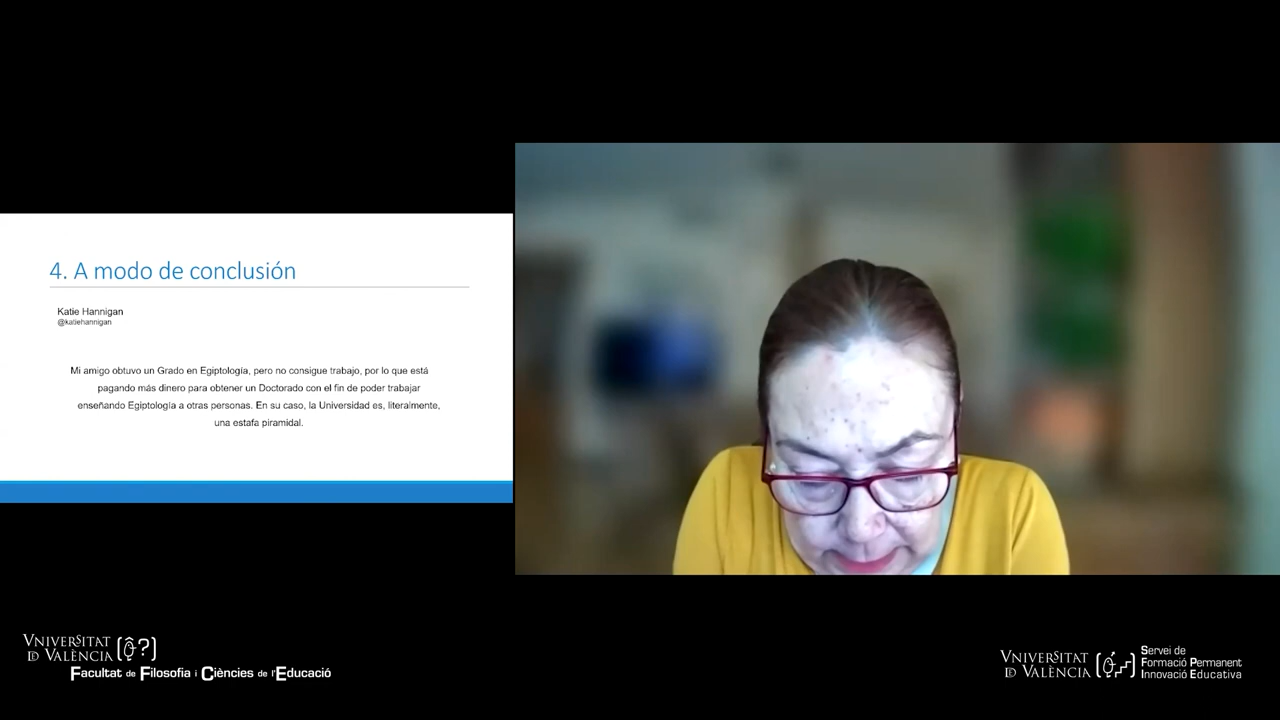 4. A modo de conclusión
Katie Hannigan
@katiehannigan
Mi amigo obtuvo un Grado en Egiptología, pero no consigue trabajo, por lo que está
pagando más dinero para obtener un Doctorado con el fin de poder trabajar
enseñando Egiptología a otras personas. En su caso, la Universidad es, literalmente,
una estafa piramidal.
VNIVERSITAT
D VALÈNCIA
Facultat de Filosofia i Ciències de l'Educació
VNIVERSITAT
D VALÈNCIA
Servei de
Formació Permanent
Innovació Educativa